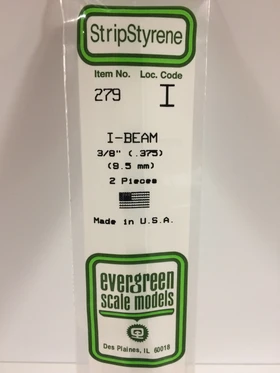 StripStyrene
Item No. Loc. Code
279 I
I-BEAM
3/8" (.375)
(9.5 mm)
2 Pieces
Made in U.S.A.
evergreen
scale models
Des Plaines, IL 60018